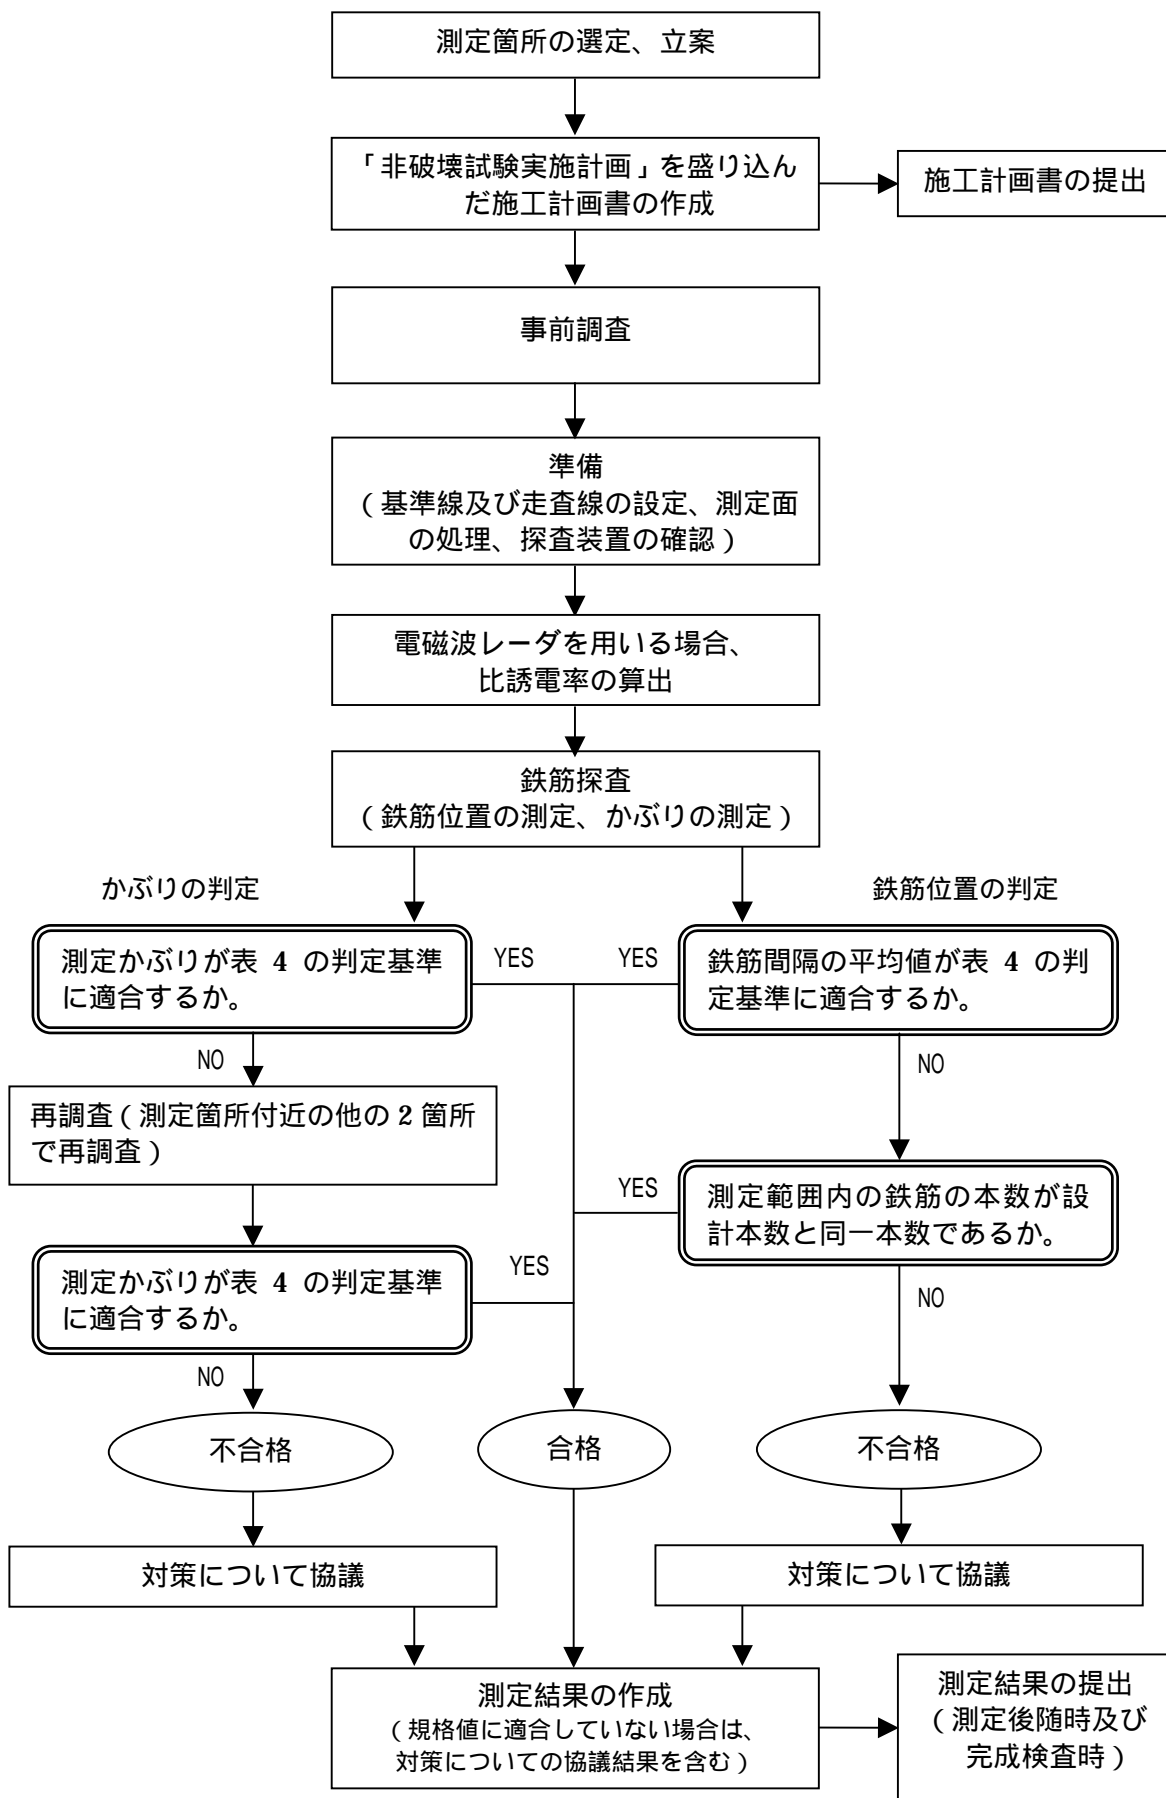 測定箇所の選定、立案
「非破壊試験実施計画」を盛り込ん
だ施工計画書の作成
施工計画書の提出
事前調査
準備
（基準線及び走査線の設定、測定面
の処理、探査装置の確認）
電磁波レーダを用いる場合、
比誘電率の算出
鉄筋探査
（鉄筋位置の測定、かぶりの測定）
かぶりの判定
鉄筋位置の判定
測定かぶりが表 4 の判定基準
に適合するか。
YES
YES
鉄筋間隔の平均値が表 4 の判
定基準に適合するか。
NO
NO
再調査（測定箇所付近の他の 2 箇所
で再調査）
YES
測定範囲内の鉄筋の本数が設
計本数と同一本数であるか。
測定かぶりが表 4 の判定基準
に適合するか。
YES
NO
NO
不合格
合格
不合格
対策について協議
対策について協議
測定結果の作成
（規格値に適合していない場合は、
対策についての協議結果を含む）
測定結果の提出
（測定後随時及び
完成検査時）